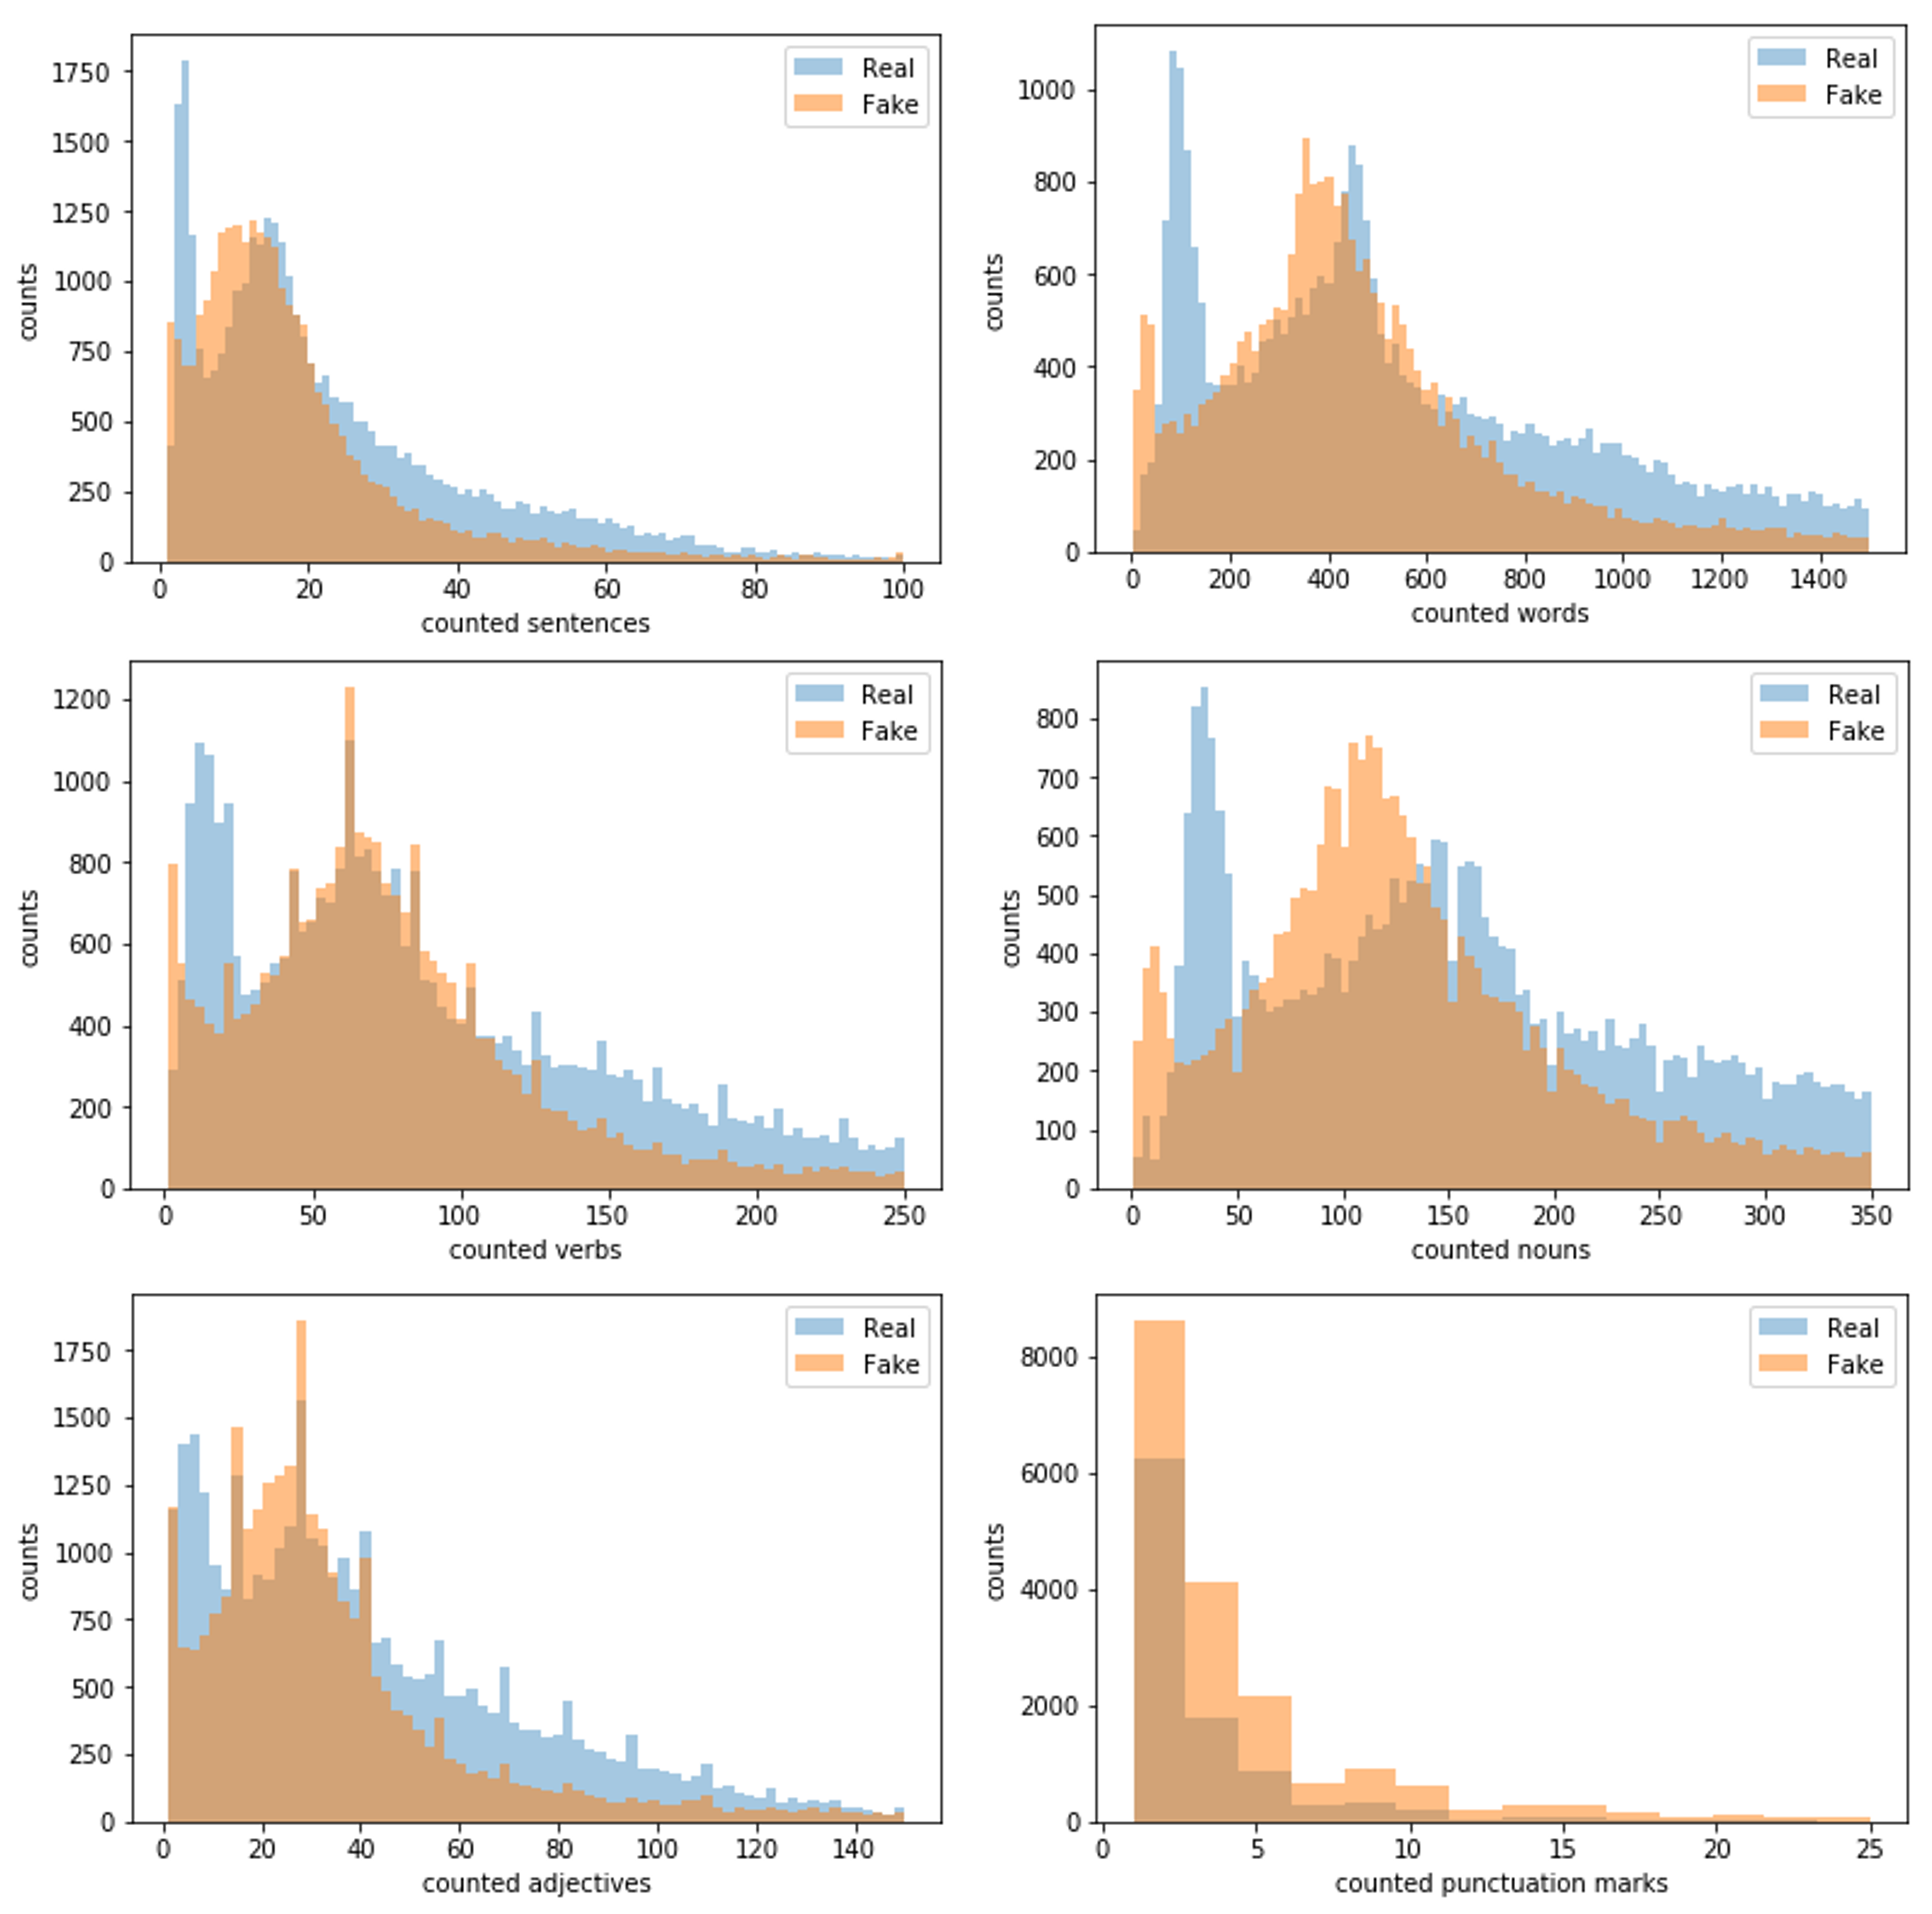 1750
1500
1250
1000
750
500
250
0
counts
0 20 40 60 80 100
counted sentences
Real
Fake
1000
800
600
400
200
0
counts
0 200 400 600 800 1000 1200 1400
counted words
Real
Fake
1200
1000
800
600
400
200
0
counts
0 50 100 150 200 250
counted verbs
Real
Fake
800
700
600
500
400
300
200
100
0
counts
0 50 100 150 200 250 300 350
counted nouns
Real
Fake
1750
1500
1250
1000
750
500
250
0
counts
0 20 40 60 80 100 120 140
counted adjectives
Real
Fake
8000
6000
4000
2000
0
counts
0 5 10 15 20 25
counted punctuation marks
Real
Fake